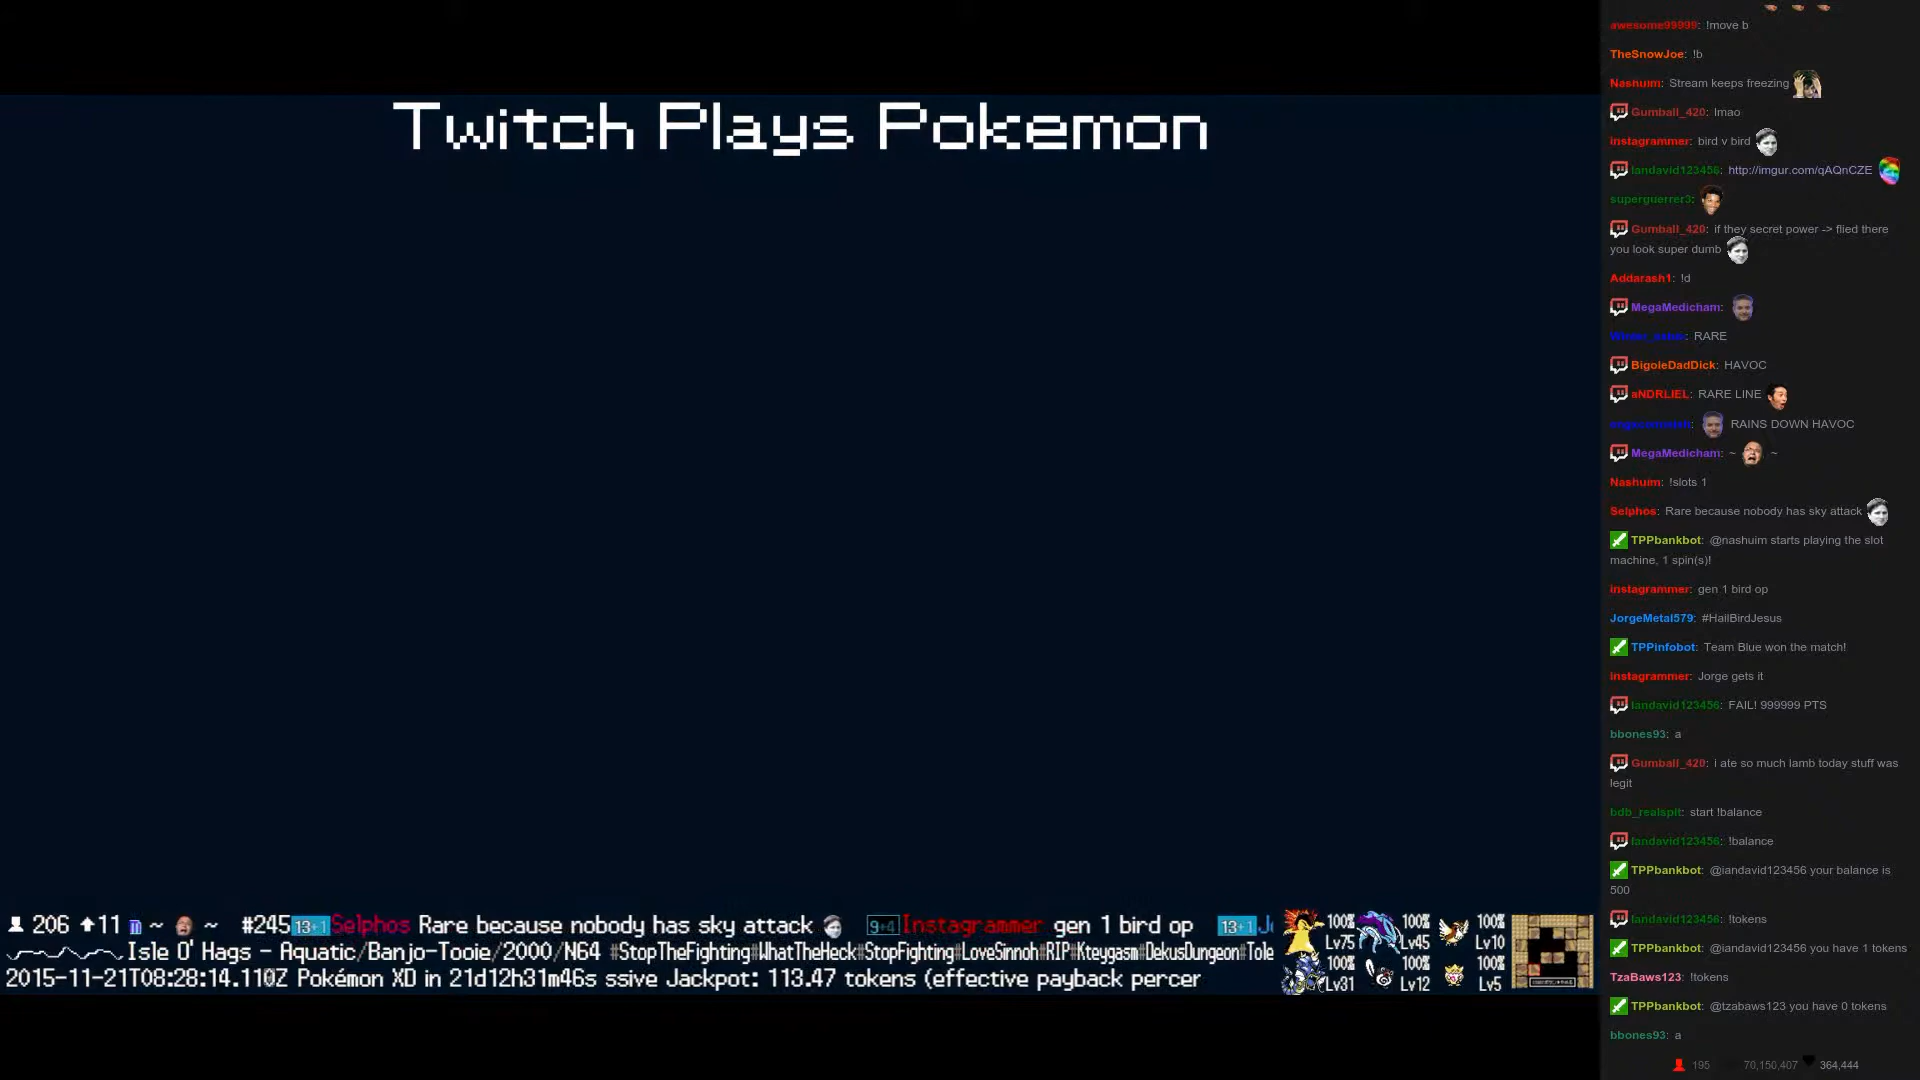 Twitch Plays Pokemon
206 11 ~ ~ #245 13+1 Selphos Rare because nobody has sky attack 9+4 Instagrammer gen 1 bird op 13+1
Isle O' Hags - Aquatic/Banjo-Tooie/2000/N64 #StopTheFighting#WhatTheHeck#StopFighting#LoveSinnoh#RIP#Kteygasm#DekusDungeon#Tole
2015-11-21T08:28:14.110Z Pokémon XD in 21d12h31m46s ssive Jackpot: 113.47 tokens (effective payback percer
100% 100% 100%
Lv75 Lv45 Lv10
100% 100% 100%
Lv31 Lv12 Lv5
awesome99999: !move b
TheSnowJoe: !b
Nashuim: Stream keeps freezing
Gumball_420: lmao
instagrammer: bird v bird
iandavid123456: http://imgur.com/qAQnCZE
superguerrer3:
Gumball_420: if they secret power -> flied there
you look super dumb
Addarash1: !d
MegaMedicham:
RARE
BigoleDadDick: HAVOC
aNDRLIEL: RARE LINE
RAINS DOWN HAVOC
MegaMedicham: ~ ~
Nashuim: !slots 1
Selphos: Rare because nobody has sky attack
TPPbankbot: @nashuim starts playing the slot
machine, 1 spin(s)!
instagrammer: gen 1 bird op
JorgeMetal579: #HailBirdJesus
TPPinfobot: Team Blue won the match!
instagrammer: Jorge gets it
iandavid123456: FAIL! 999999 PTS
bbones93: a
Gumball_420: i ate so much lamb today stuff was
legit
bdb_realspit: start !balance
iandavid123456: !balance
TPPbankbot: @iandavid123456 your balance is
500
iandavid123456: !tokens
TPPbankbot: @iandavid123456 you have 1 tokens
TzaBaws123: !tokens
TPPbankbot: @tzabaws123 you have 0 tokens
bbones93: a
195 70,150,407 364,444